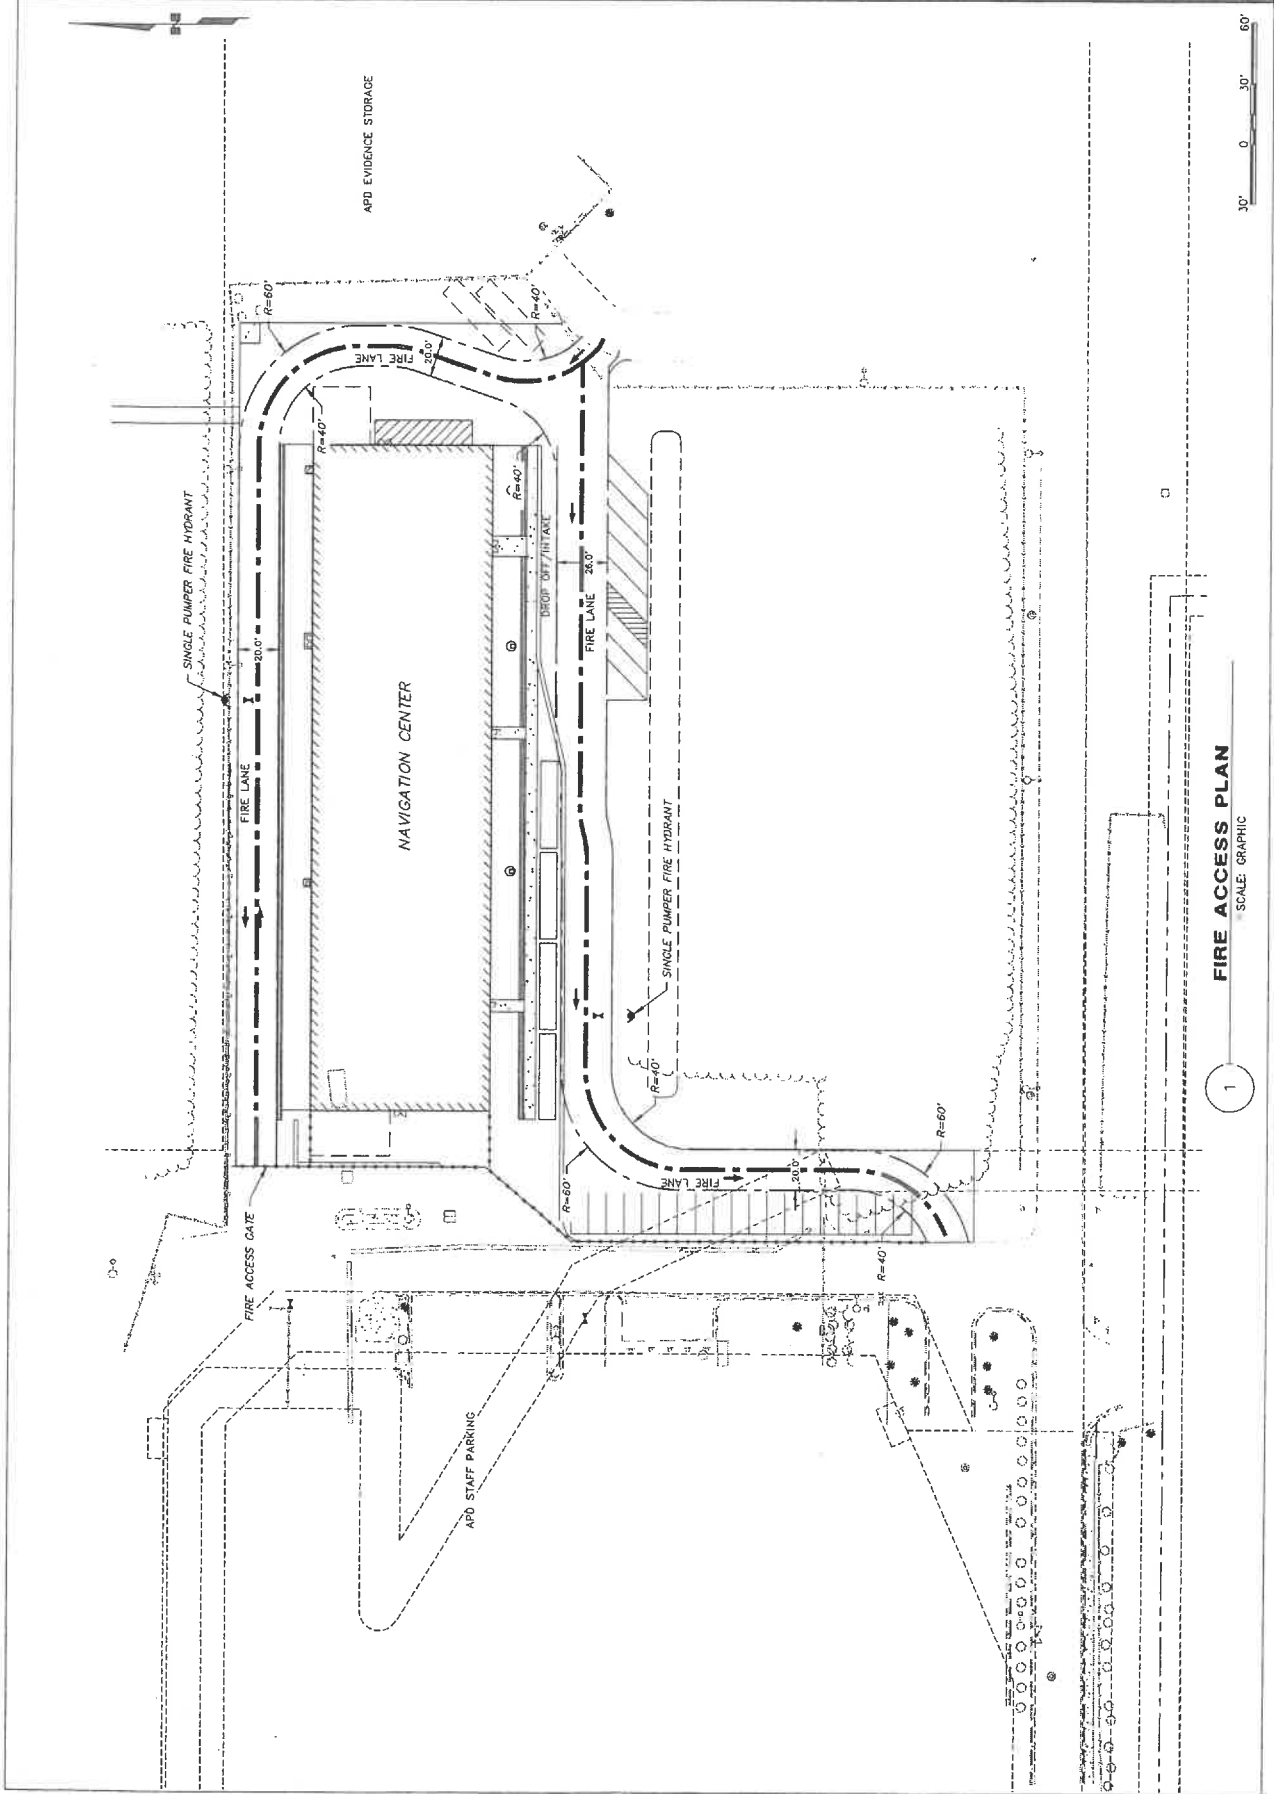 N
APD EVIDENCE STORAGE
R=60'
FIRE LANE
20.0'
R=40'
R=40'
R=40'
SINGLE PUMPER FIRE HYDRANT
20.0'
FIRE LANE
NAVIGATION CENTER
DROP OFF/INTAKE
FIRE LANE
26.0'
SINGLE PUMPER FIRE HYDRANT
R=40'
R=60'
FIRE LANE
20.0'
R=60'
R=40'
FIRE ACCESS GATE
APD STAFF PARKING
1
FIRE ACCESS PLAN
SCALE: GRAPHIC
30' 0 30' 60'